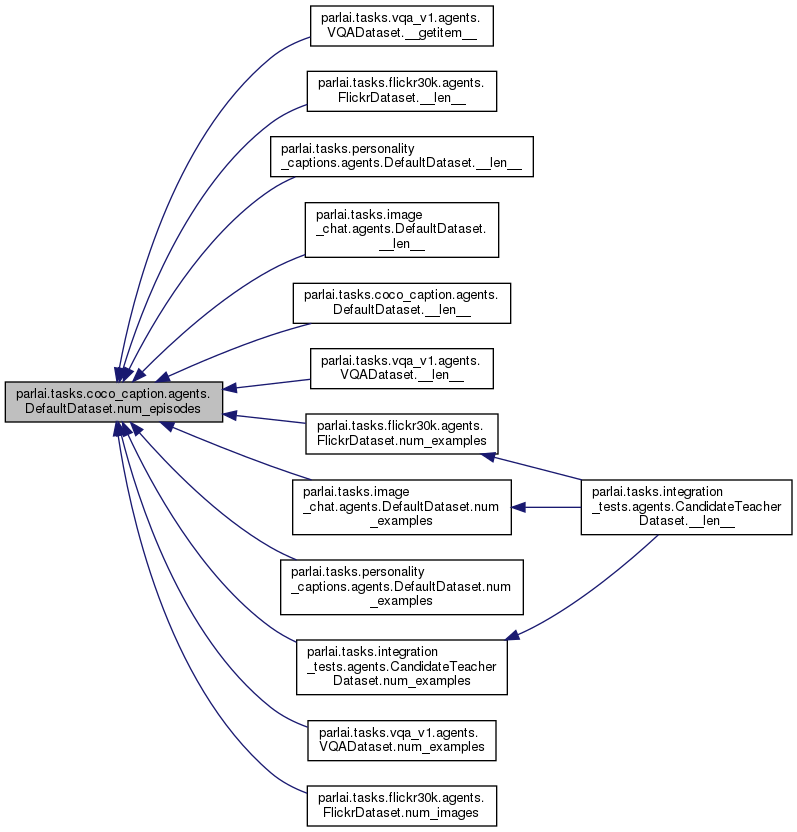 parlai.tasks.vqa_v1.agents.
VQADataset.__getitem__
parlai.tasks.flickr30k.agents.
FlickrDataset.__len__
parlai.tasks.personality
_captions.agents.DefaultDataset.__len__
parlai.tasks.image
_chat.agents.DefaultDataset.
__len__
parlai.tasks.coco_caption.agents.
DefaultDataset.__len__
parlai.tasks.vqa_v1.agents.
VQADataset.__len__
parlai.tasks.coco_caption.agents.
DefaultDataset.num_episodes
parlai.tasks.flickr30k.agents.
FlickrDataset.num_examples
parlai.tasks.image
_chat.agents.DefaultDataset.num
_examples
parlai.tasks.integration
_tests.agents.CandidateTeacher
Dataset.__len__
parlai.tasks.personality
_captions.agents.DefaultDataset.num
_examples
parlai.tasks.integration
_tests.agents.CandidateTeacher
Dataset.num_examples
parlai.tasks.vqa_v1.agents.
VQADataset.num_examples
parlai.tasks.flickr30k.agents.
FlickrDataset.num_images